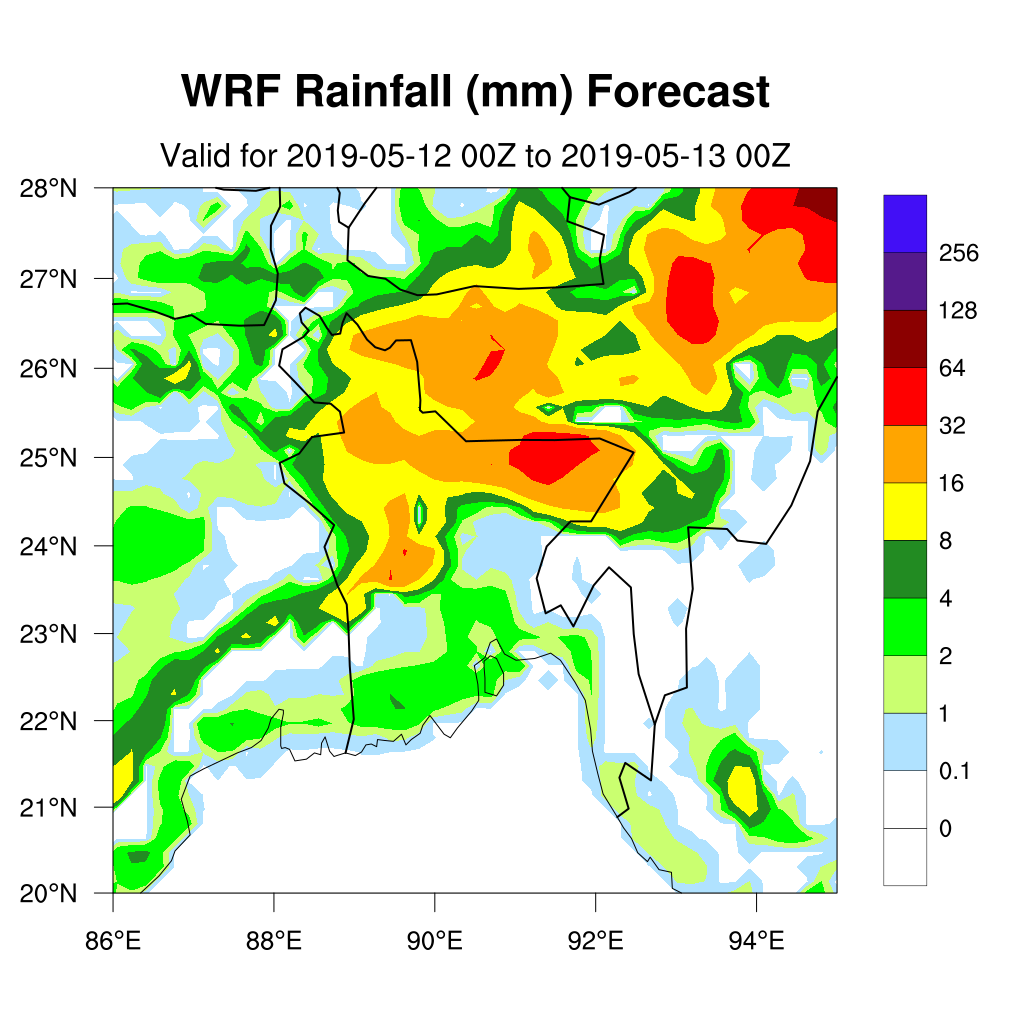 WRF Rainfall (mm) Forecast
Valid for 2019-05-12 00Z to 2019-05-13 00Z
28°N
27°N
26°N
25°N
24°N
23°N
22°N
21°N
20°N
86°E 88°E 90°E 92°E 94°E
256
128
64
32
16
8
4
2
1
0.1
0